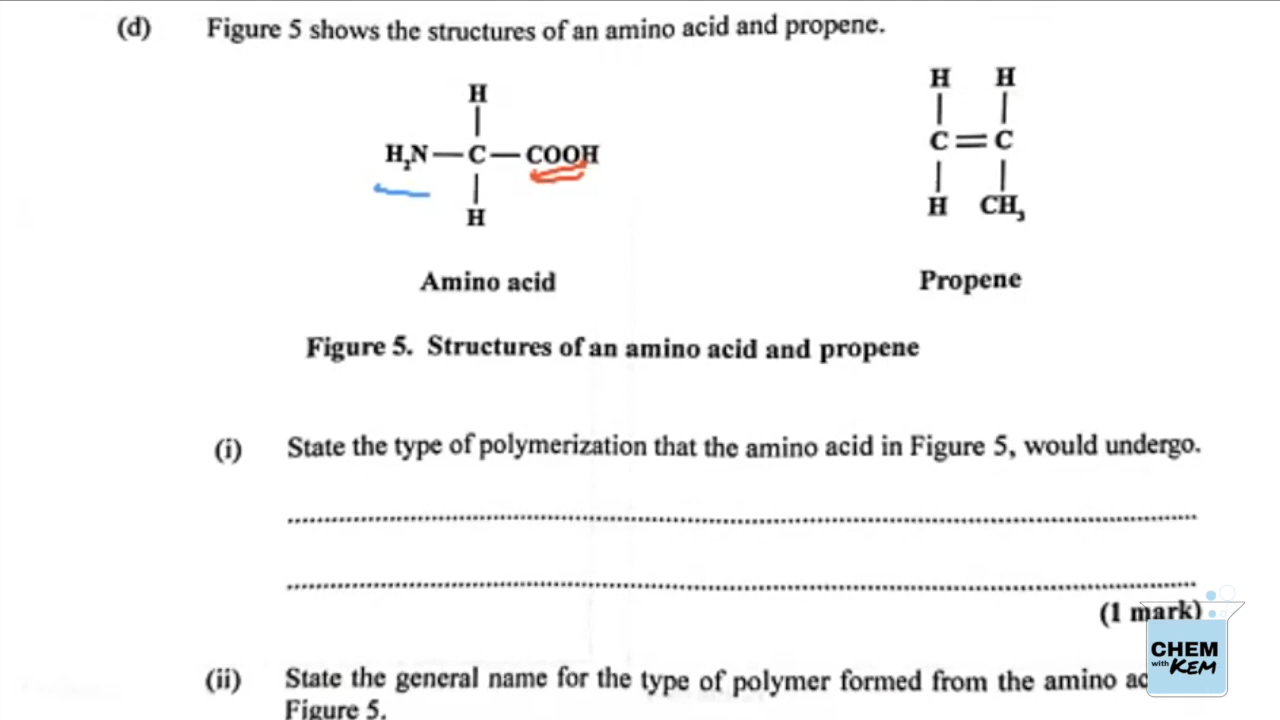 (d) Figure 5 shows the structures of an amino acid and propene.
H
H₂N—C—COOH
H
Amino acid
H H
C=C
H CH₃
Propene
Figure 5. Structures of an amino acid and propene
(i) State the type of polymerization that the amino acid in Figure 5, would undergo.
(1 mark)
(ii) State the general name for the type of polymer formed from the amino
Figure 5.
CHEM
with KEM